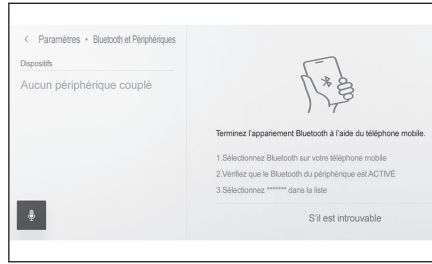 < Paramètres • Bluetooth et Périphériques
Dispositifs
Aucun périphérique couplé
Terminez l'appariement Bluetooth à l'aide du téléphone mobile.
1.Sélectionnez Bluetooth sur votre téléphone mobile
2.Vérifiez que le Bluetooth du périphérique est ACTIVÉ
3.Sélectionnez ******* dans la liste
S'il est introuvable